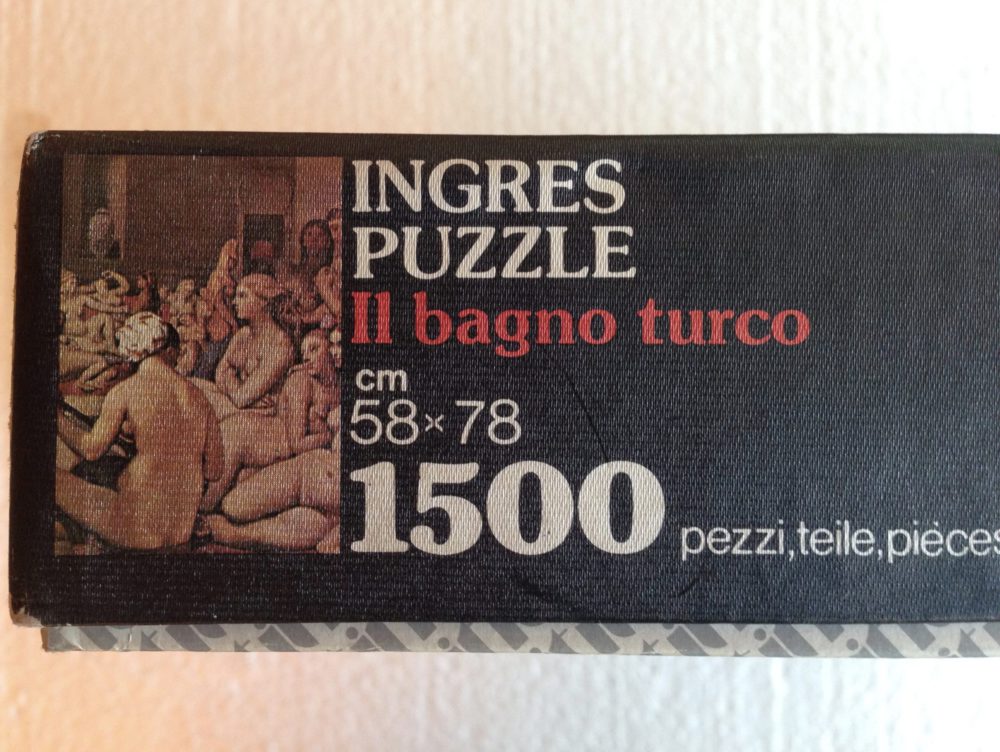 INGRES
PUZZLE
Il bagno turco
cm
58×78
1500 pezzi,teile,pièces